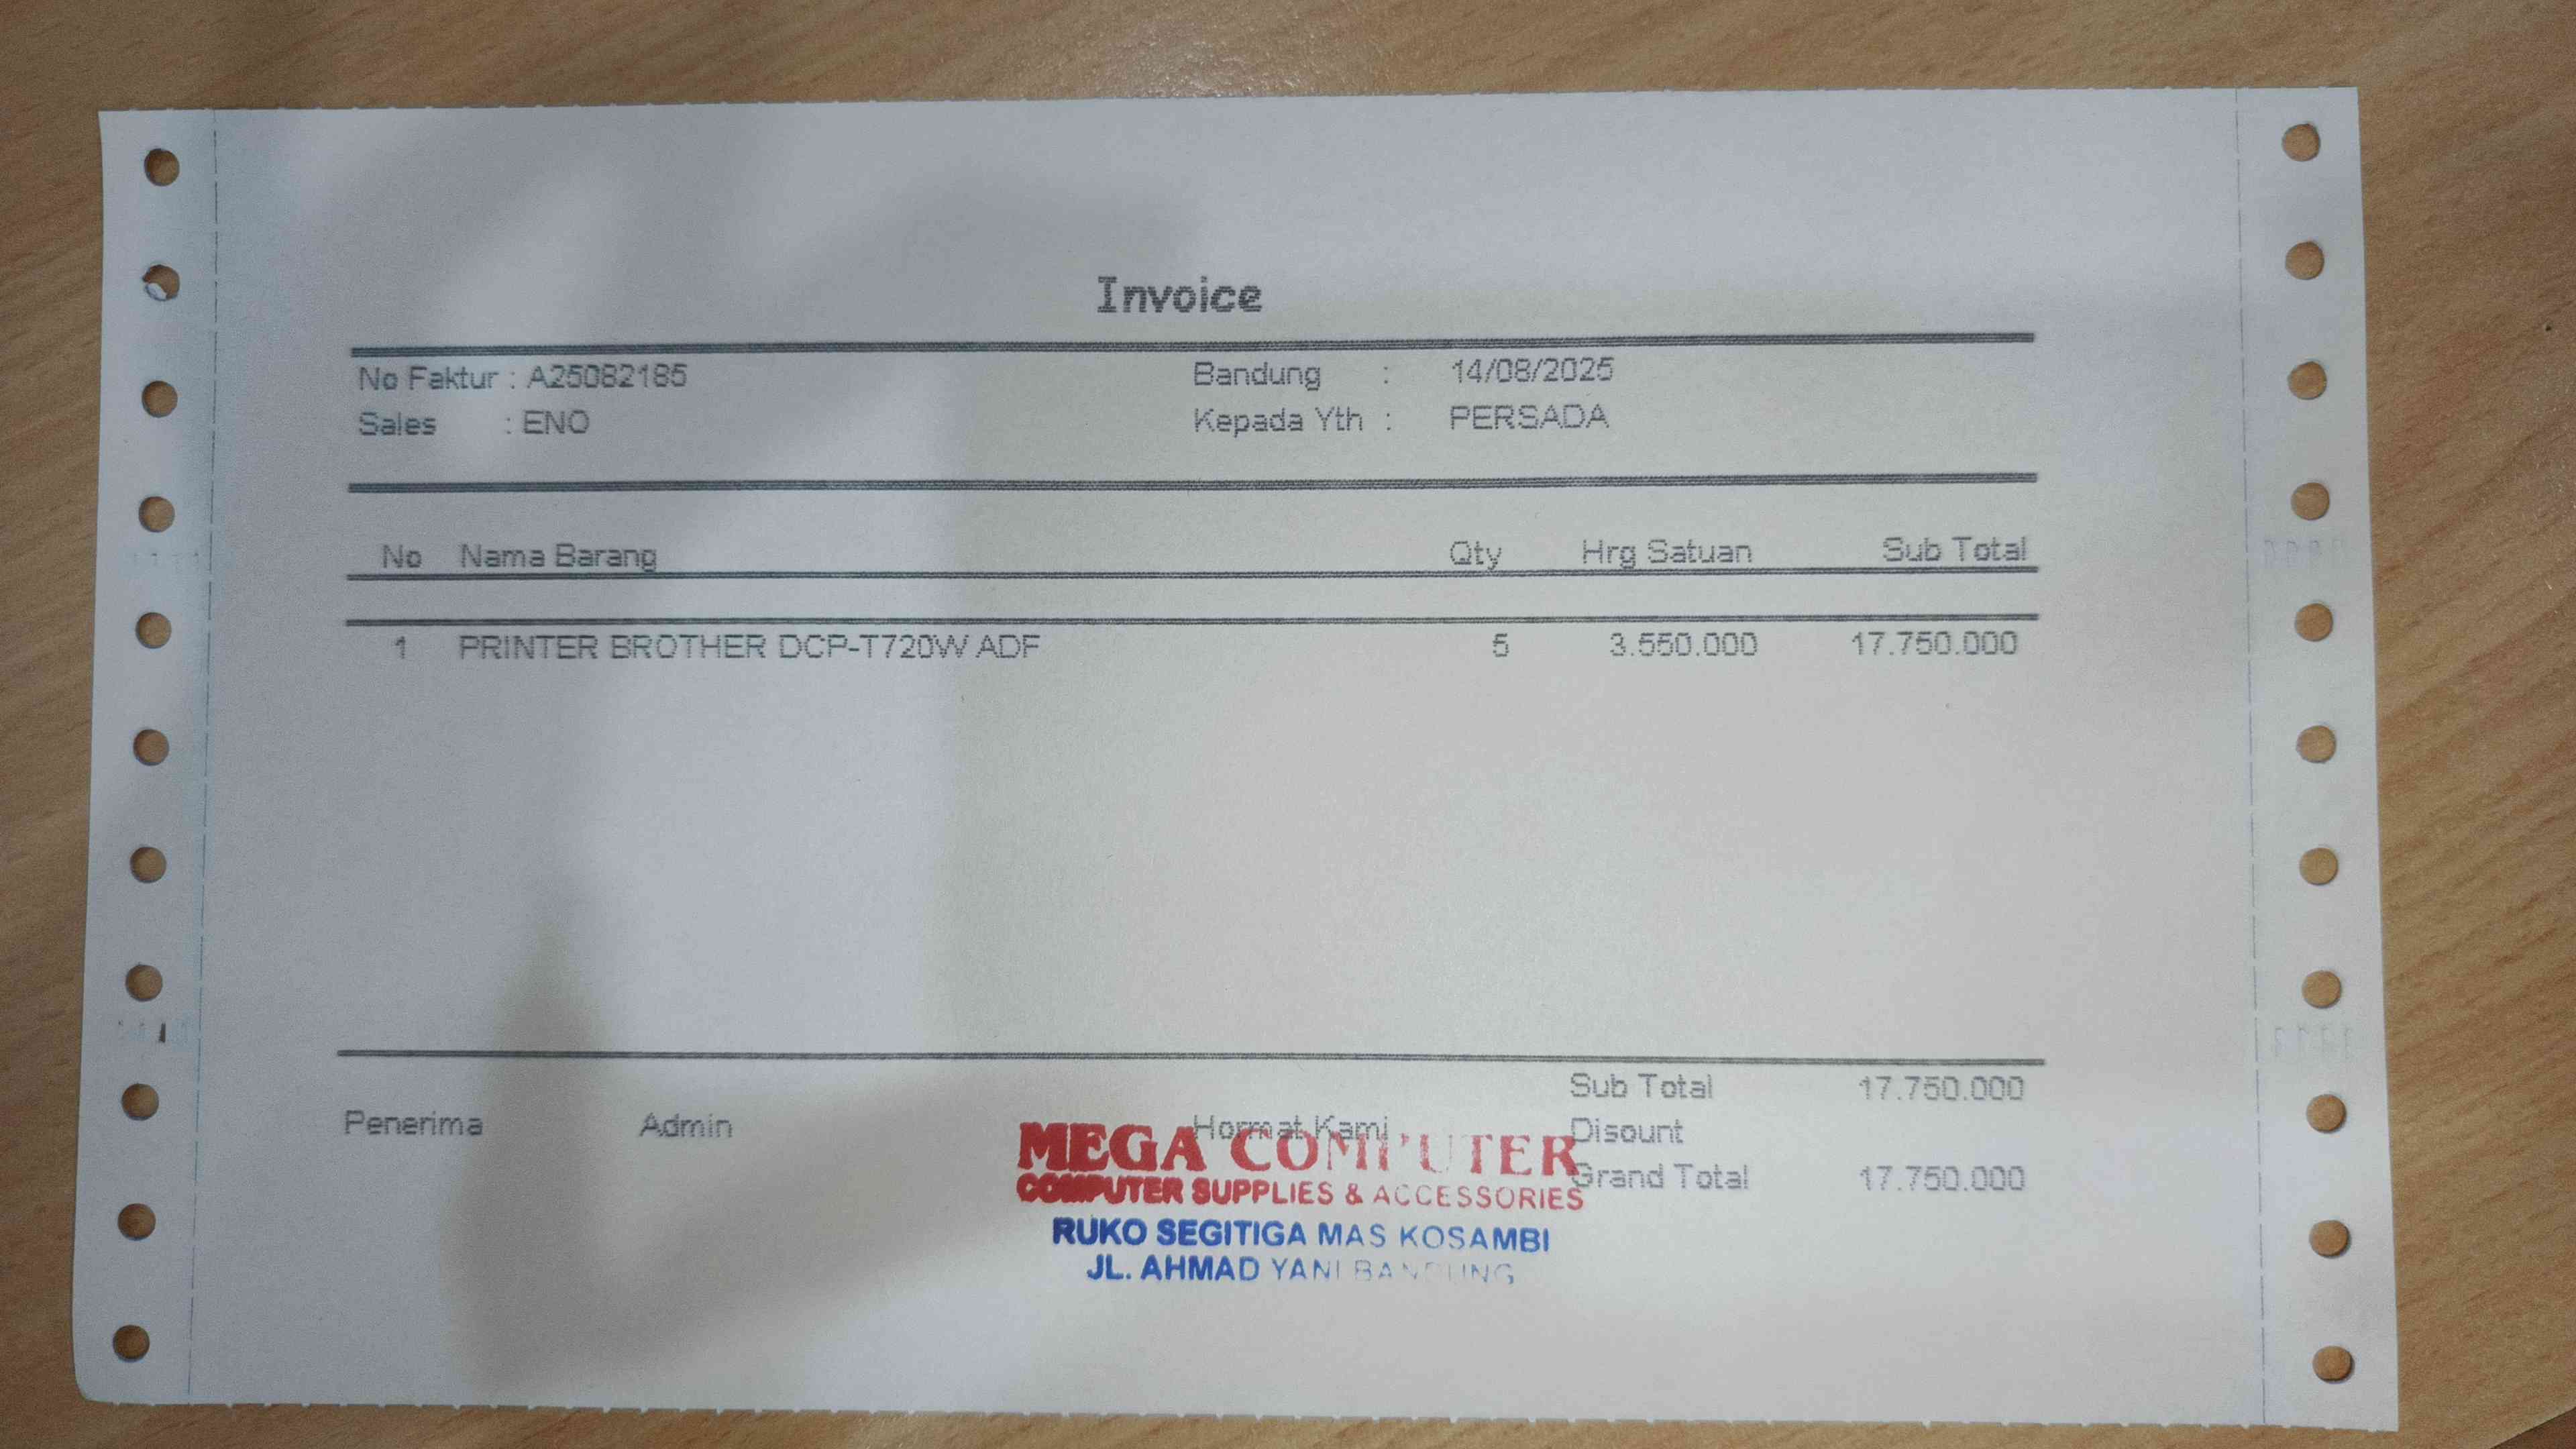 Invoice
No Faktur : A25082185 Bandung : 14/08/2025
Sales : ENO Kepada Yth : PERSADA
No Nama Barang Qty Hrg Satuan Sub Total
1 PRINTER BROTHER DCP-T720W ADF 5 3.550.000 17.750.000
Sub Total 17.750.000
Penerima Admin Hormat Kami Disount
Grand Total 17.750.000
MEGA COMPUTER
COMPUTER SUPPLIES & ACCESSORIES
RUKO SEGITIGA MAS KOSAMBI
JL. AHMAD YANI BANDUNG